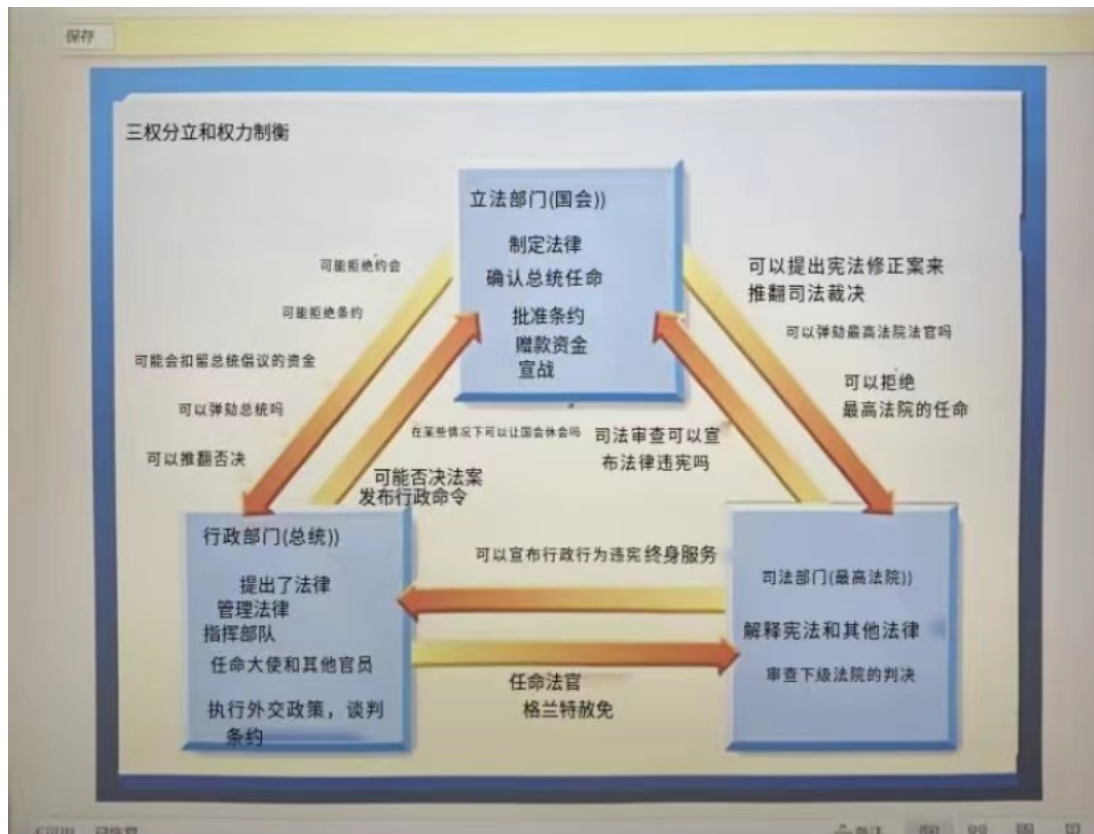 保存
三权分立和权力制衡
立法部门(国会))
制定法律
确认总统任命
批准条约
赠款资金
宣战
可能拒绝约会
可能拒绝条约
可能会扣留总统倡议的资金
可以弹劾总统吗
可以推翻否决
可以提出宪法修正案来
推翻司法裁决
可以弹劾最高法院法官吗
可以拒绝
最高法院的任命
在某些情况下可以让国会休会吗
可能否决法案
发布行政命令
司法审查可以宣
布法律违宪吗
行政部门(总统))
提出了法律
管理法律
指挥部队
任命大使和其他官员
执行外交政策，谈判
条约
可以宣布行政行为违宪终身服务
任命法官
格兰特赦免
司法部门(最高法院))
解释宪法和其他法律
审查下级法院的判决
备注